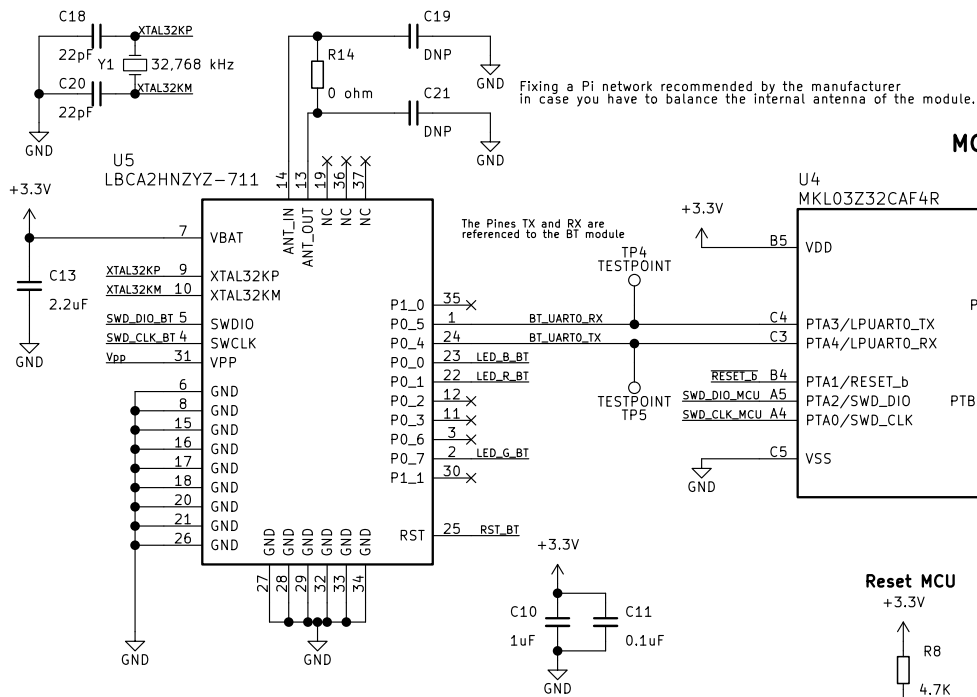 C18
XTAL32KP
22pF
Y1
32,768 kHz
C20
XTAL32KM
22pF
GND
C19
DNP
GND
R14
0 ohm
C21
DNP
GND
Fixing a Pi network recommended by the manufacturer
in case you have to balance the internal antenna of the module.
U5
LBCA2HNZYZ-711
14
13
19
36
37
ANT_IN
ANT_OUT
NC
NC
NC
+3.3V
7
VBAT
C13
2.2uF
GND
XTAL32KP 9 XTAL32KP
XTAL32KM 10 XTAL32KM
SWD_DIO_BT 5 SWDIO
SWD_CLK_BT 4 SWCLK
Vpp 31 VPP
6 GND
8 GND
15 GND
16 GND
17 GND
18 GND
20 GND
21 GND
26 GND
GND
GND
GND
GND
GND
GND
GND
27
28
29
32
33
34
GND
The Pines TX and RX are
referenced to the BT module
P1_0 35
P0_5 1 BT_UART0_RX
P0_4 24 BT_UART0_TX
P0_0 23 LED_B_BT
P0_1 22 LED_R_BT
P0_2 12
P0_3 11
P0_6 3
P0_7 2 LED_G_BT
P1_1 30
RST 25 RST_BT
TP4
TESTPOINT
TESTPOINT
TP5
MC
U4
MKL03Z32CAF4R
+3.3V
B5 VDD
C4 PTA3/LPUART0_TX
C3 PTA4/LPUART0_RX
RESET_b B4 PTA1/RESET_b
SWD_DIO_MCU A5 PTA2/SWD_DIO
SWD_CLK_MCU A4 PTA0/SWD_CLK
C5 VSS
GND
P
PTB
+3.3V
C10
1uF
C11
0.1uF
GND
Reset MCU
+3.3V
R8
4.7K